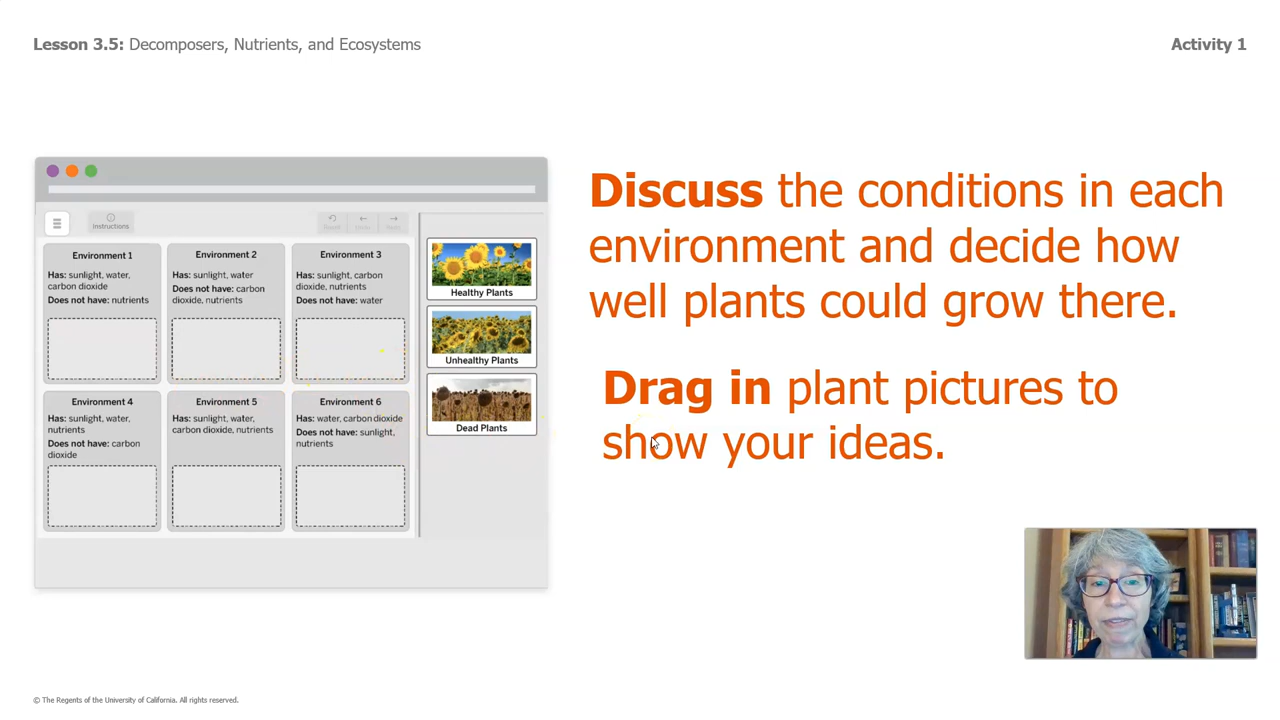 Lesson 3.5: Decomposers, Nutrients, and Ecosystems
Activity 1
Instructions
Reset
Environment 1
Has: sunlight, water,
carbon dioxide
Does not have: nutrients
Environment 2
Has: sunlight, water
Does not have: carbon
dioxide, nutrients
Environment 3
Has: sunlight, carbon
dioxide, nutrients
Does not have: water
Environment 4
Has: sunlight, water,
nutrients
Does not have: carbon
dioxide
Environment 5
Has: sunlight, water,
carbon dioxide, nutrients
Environment 6
Has: water, carbon dioxide
Does not have: sunlight,
nutrients
Healthy Plants
Unhealthy Plants
Dead Plants
Discuss the conditions in each
environment and decide how
well plants could grow there.
Drag in plant pictures to
show your ideas.
© The Regents of the University of California. All rights reserved.